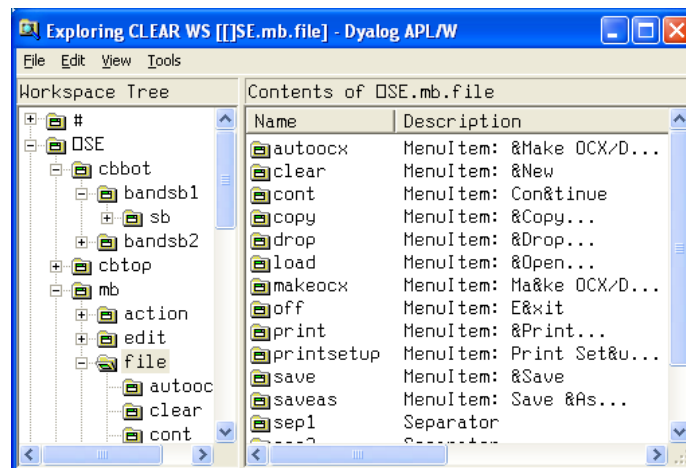 Exploring CLEAR WS [[]SE.mb.file] - Dyalog APL/W
File Edit View Tools
Workspace Tree
#
⎕SE
cbbot
bandsb1
sb
bandsb2
cbtop
mb
action
edit
file
autooc
clear
cont
Contents of ⎕SE.mb.file
Name Description
autoocx MenuItem: &Make OCX/D...
clear MenuItem: &New
cont MenuItem: Con&tinue
copy MenuItem: &Copy...
drop MenuItem: &Drop...
load MenuItem: &Open...
makeocx MenuItem: Ma&ke OCX/D...
off MenuItem: E&xit
print MenuItem: &Print...
printsetup MenuItem: Print Set&u...
save MenuItem: &Save
saveas MenuItem: Save &As...
sep1 Separator